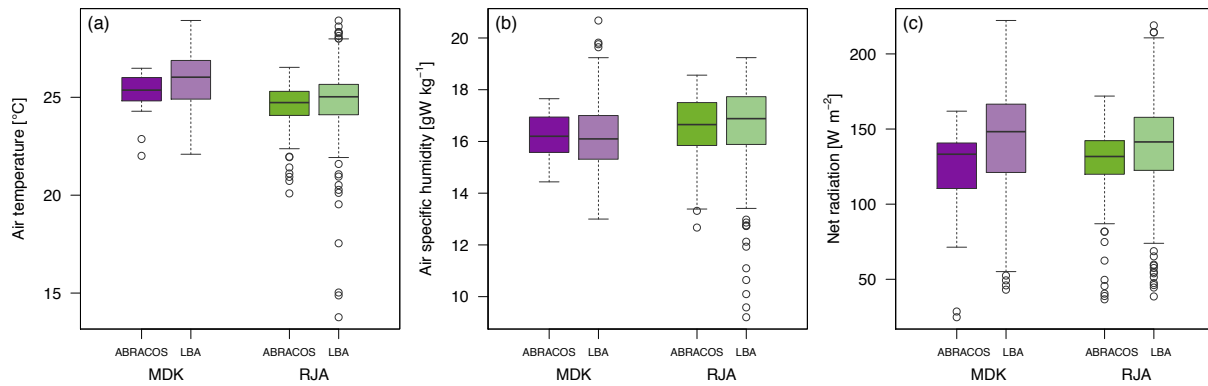 (a)
Air temperature [°C]
25
20
15
ABRACOS LBA ABRACOS LBA
MDK RJA
(b)
Air specific humidity [gW kg⁻¹]
20
18
16
14
12
10
ABRACOS LBA ABRACOS LBA
MDK RJA
(c)
Net radiation [W m⁻²]
200
150
100
50
ABRACOS LBA ABRACOS LBA
MDK RJA